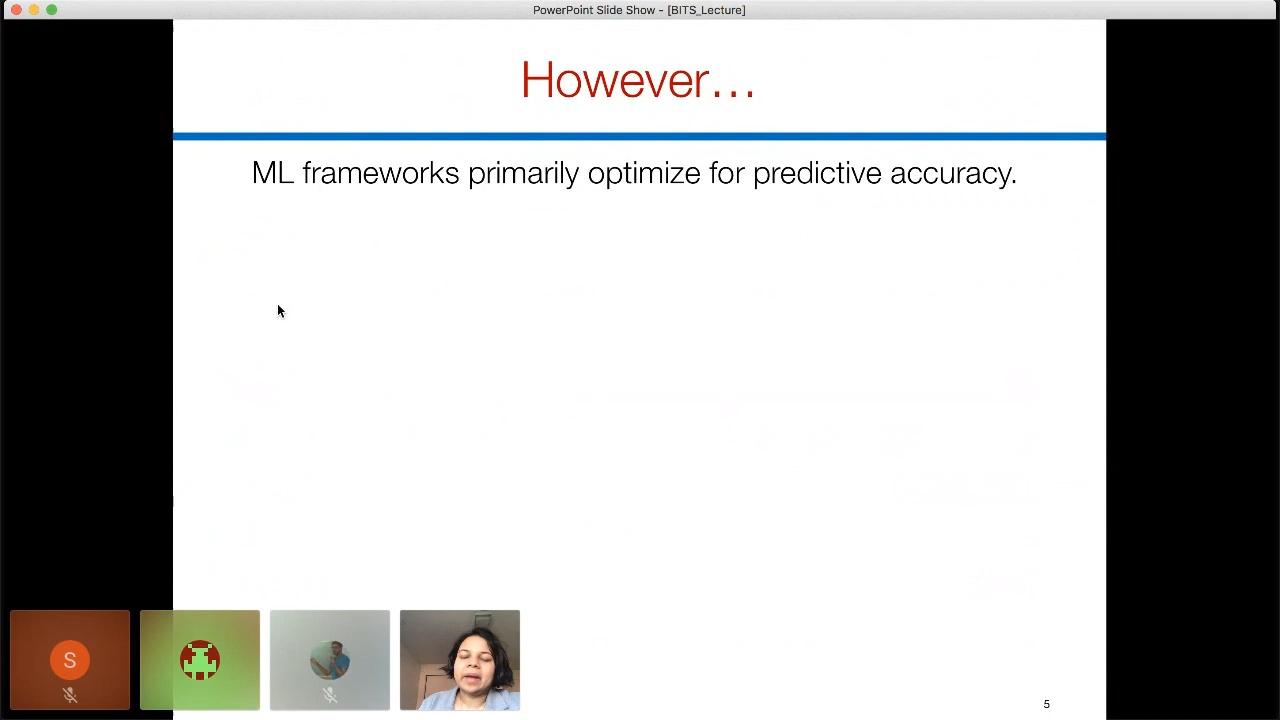 PowerPoint Slide Show - [BITS_Lecture]
However…
ML frameworks primarily optimize for predictive accuracy.
S
5